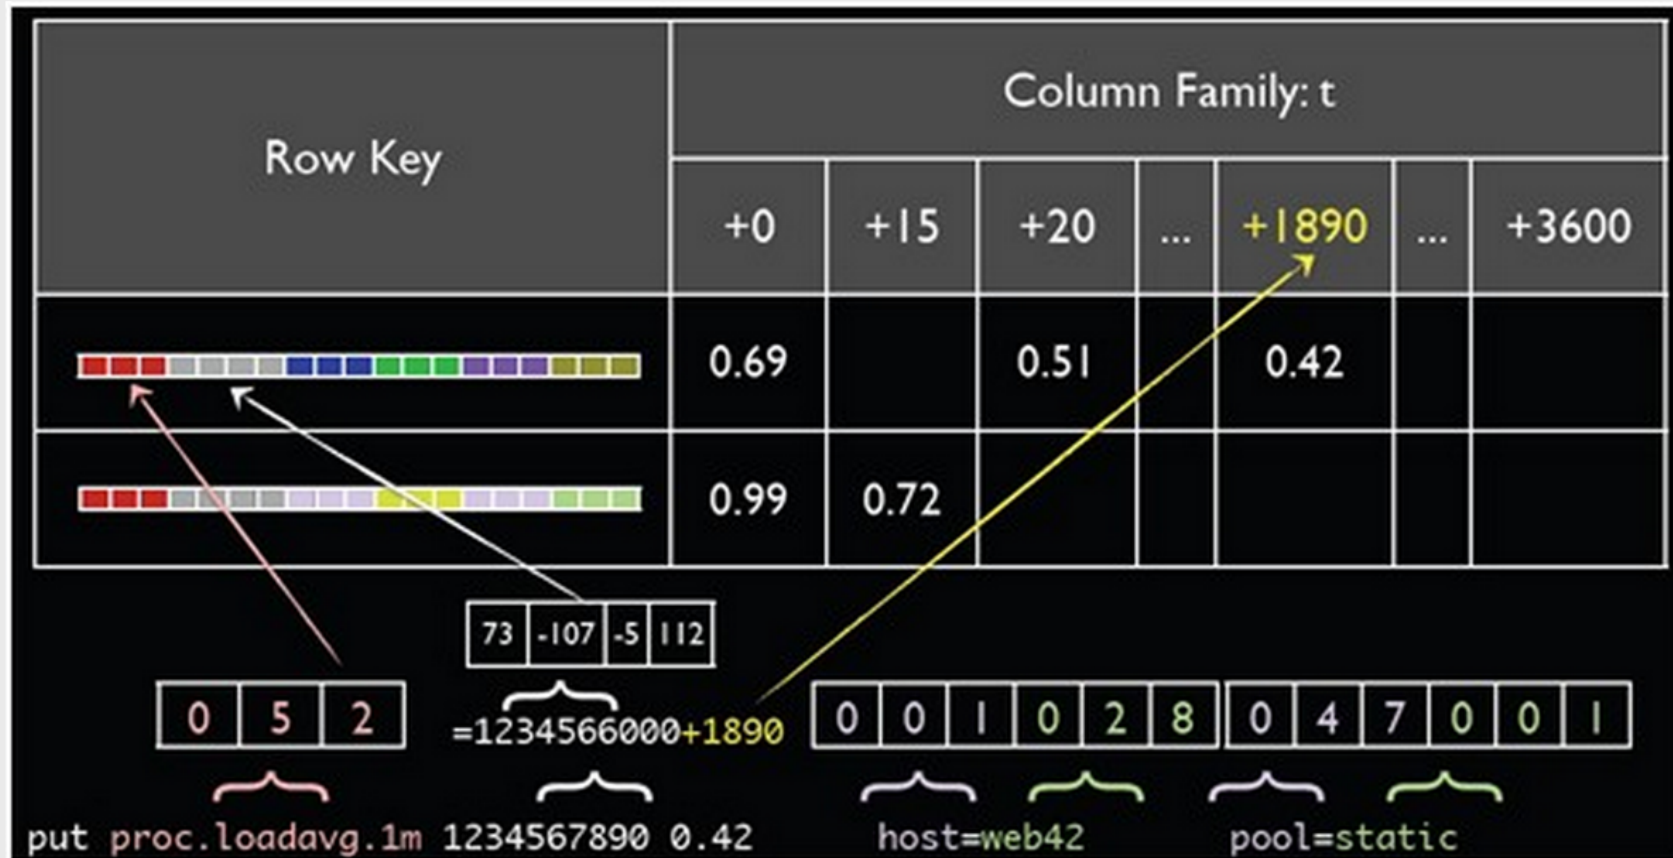 Row Key
Column Family: t
+0 +15 +20 ... +1890 ... +3600
0.69 0.51 0.42
0.99 0.72
73 -107 -5 112
0 5 2
=1234566000+1890
0 0 1 0 2 8 0 4 7 0 0 1
put proc.loadavg.1m 1234567890 0.42 host=web42 pool=static